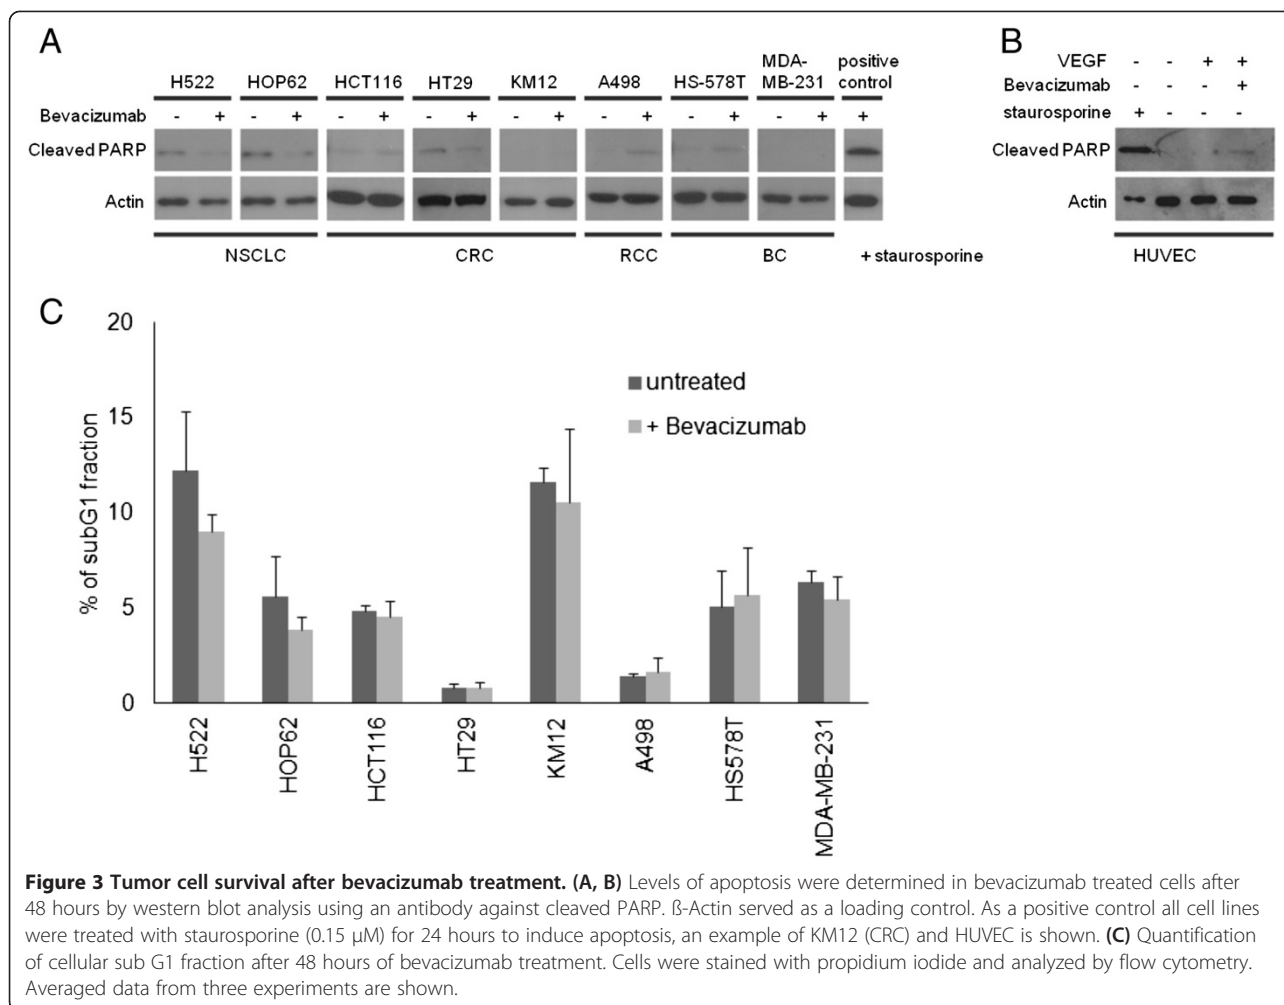 A
H522 HOP62 HCT116 HT29 KM12 A498 HS-578T MDA-MB-231 positive control
Bevacizumab - + - + - + - + - + - + - + - + +
Cleaved PARP
Actin
NSCLC CRC RCC BC + staurosporine
B
VEGF - - + +
Bevacizumab - - - +
staurosporine + - - -
Cleaved PARP
Actin
HUVEC
C
20
15
10
5
0
% of subG1 fraction
untreated
+ Bevacizumab
H522 HOP62 HCT116 HT29 KM12 A498 HS578T MDA-MB-231
Figure 3 Tumor cell survival after bevacizumab treatment. (A, B) Levels of apoptosis were determined in bevacizumab treated cells after
48 hours by western blot analysis using an antibody against cleaved PARP. ß-Actin served as a loading control. As a positive control all cell lines
were treated with staurosporine (0.15 μM) for 24 hours to induce apoptosis, an example of KM12 (CRC) and HUVEC is shown. (C) Quantification
of cellular sub G1 fraction after 48 hours of bevacizumab treatment. Cells were stained with propidium iodide and analyzed by flow cytometry.
Averaged data from three experiments are shown.